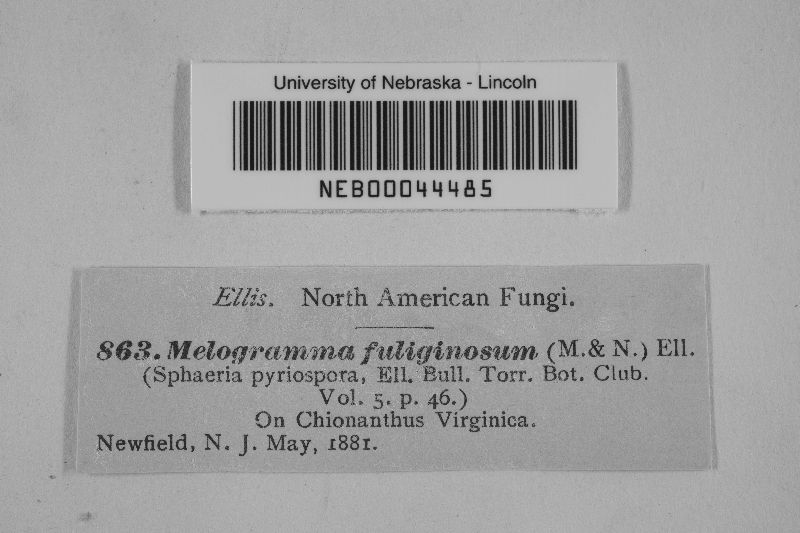 University of Nebraska - Lincoln
NEB00044485
Ellis. North American Fungi.
863. Melogramma fuliginosum (M. & N.) Ell.
(Sphaeria pyriospora, Ell. Bull. Torr. Bot. Club.
Vol. 5. p. 46.)
On Chionanthus Virginica.
Newfield, N. J. May, 1881.